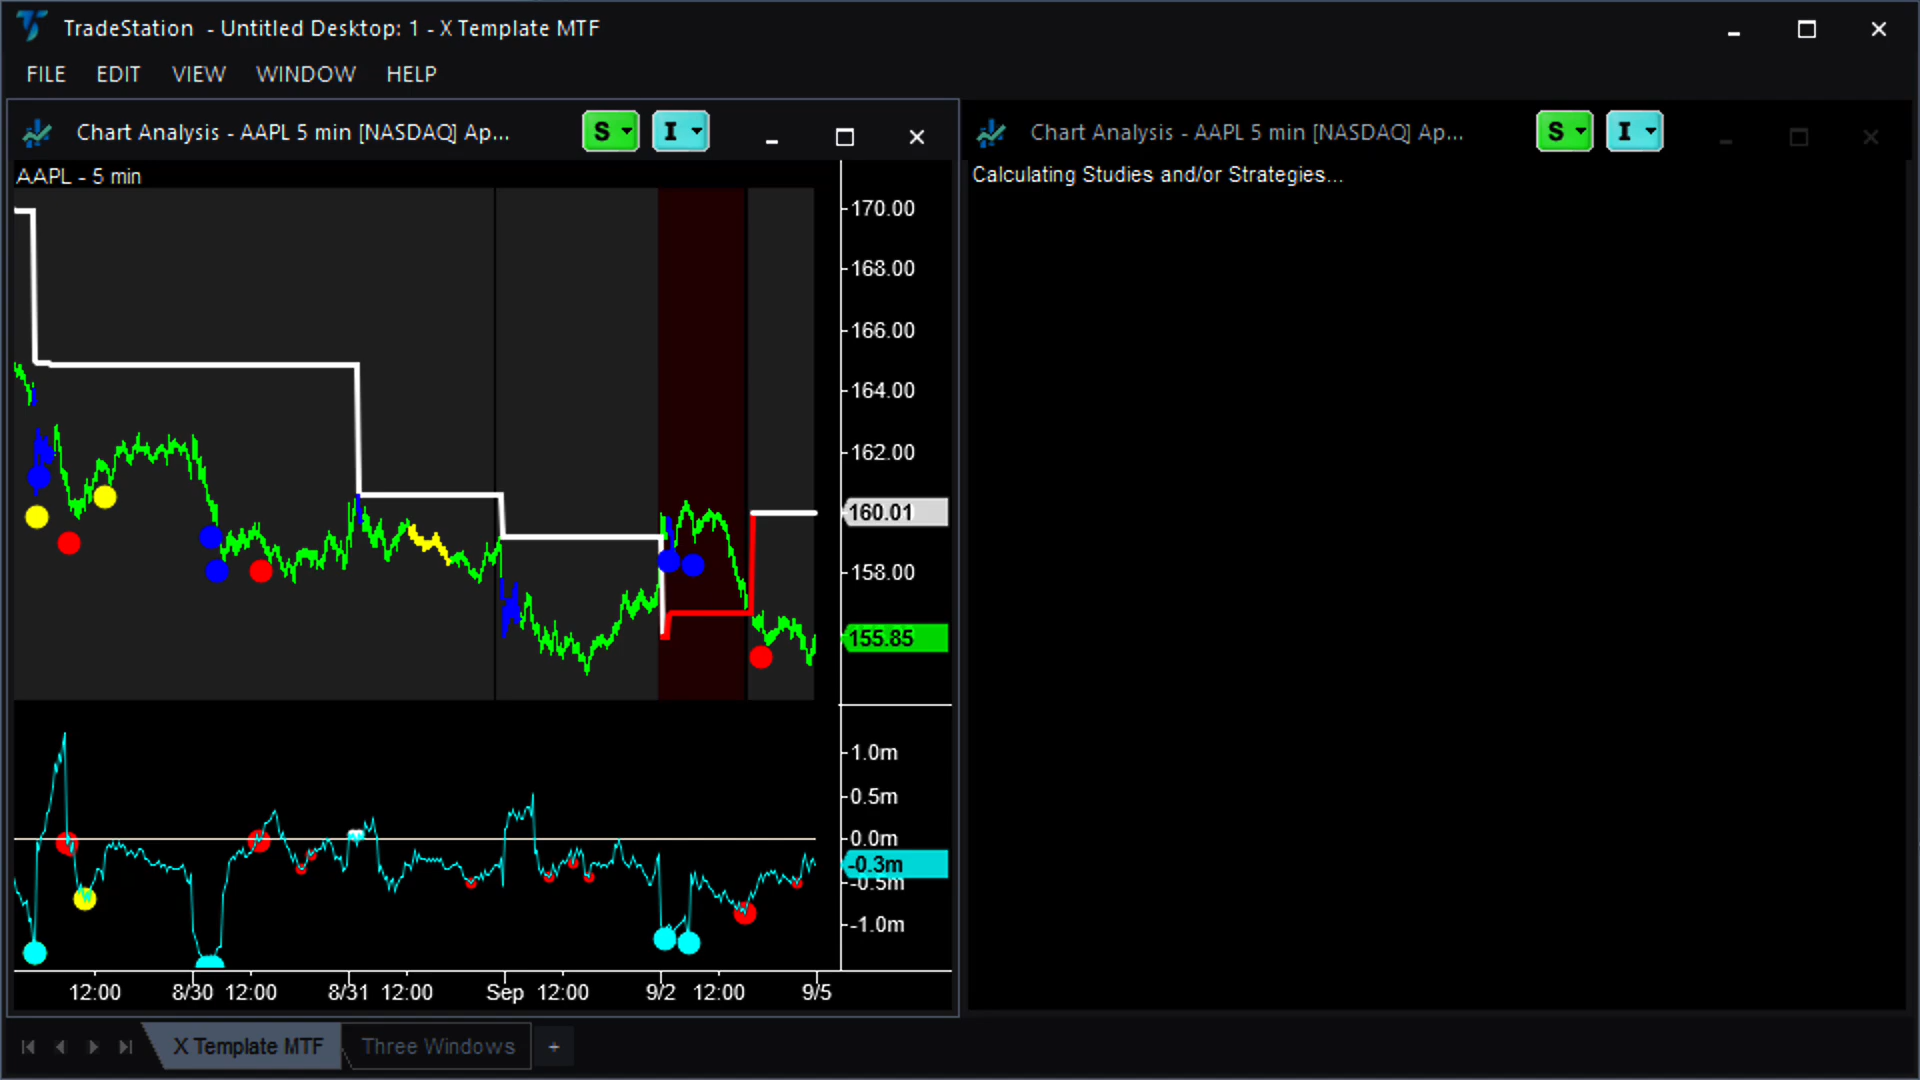 TradeStation - Untitled Desktop: 1 - X Template MTF
FILE EDIT VIEW WINDOW HELP
Chart Analysis - AAPL 5 min [NASDAQ] Ap...
S
I
AAPL - 5 min
170.00
168.00
166.00
164.00
162.00
160.01
158.00
155.85
1.0m
0.5m
0.0m
-0.3m
-0.5m
-1.0m
12:00 8/30 12:00 8/31 12:00 Sep 12:00 9/2 12:00 9/5
Chart Analysis - AAPL 5 min [NASDAQ] Ap...
S
I
Calculating Studies and/or Strategies...
X Template MTF
Three Windows
+